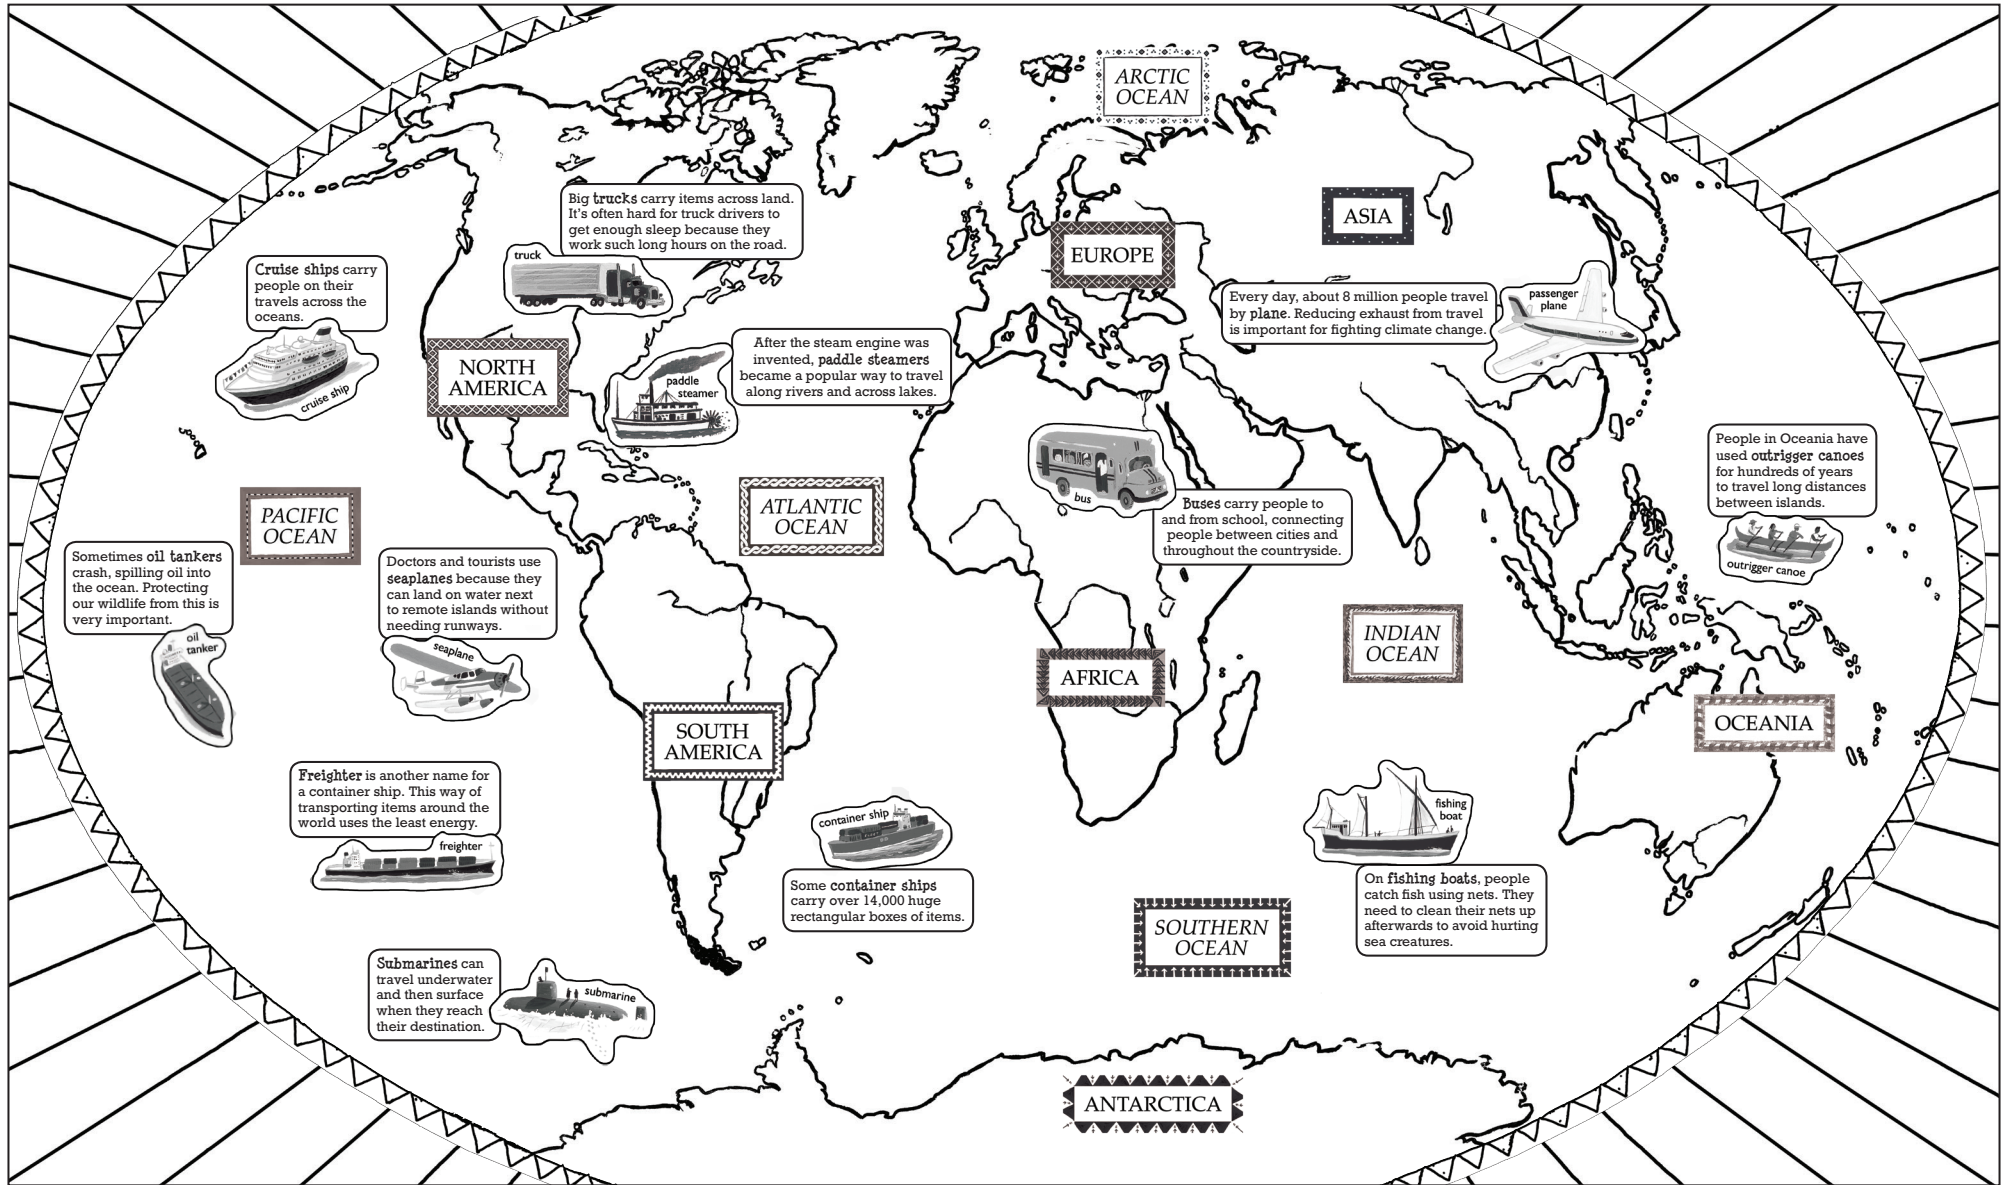 ARCTIC
OCEAN
ASIA
EUROPE
Big trucks carry items across land.
It's often hard for truck drivers to
get enough sleep because they
work such long hours on the road.
truck
Cruise ships carry
people on their
travels across the
oceans.
cruise ship
NORTH
AMERICA
After the steam engine was
invented, paddle steamers
became a popular way to travel
along rivers and across lakes.
paddle
steamer
Every day, about 8 million people travel
by plane. Reducing exhaust from travel
is important for fighting climate change.
passenger
plane
People in Oceania have
used outrigger canoes
for hundreds of years
to travel long distances
between islands.
outrigger canoe
bus
Buses carry people to
and from school, connecting
people between cities and
throughout the countryside.
PACIFIC
OCEAN
ATLANTIC
OCEAN
Sometimes oil tankers
crash, spilling oil into
the ocean. Protecting
our wildlife from this is
very important.
oil
tanker
Doctors and tourists use
seaplanes because they
can land on water next
to remote islands without
needing runways.
seaplane
INDIAN
OCEAN
AFRICA
SOUTH
AMERICA
OCEANIA
Freighter is another name for
a container ship. This way of
transporting items around the
world uses the least energy.
freighter
container ship
Some container ships
carry over 14,000 huge
rectangular boxes of items.
fishing
boat
On fishing boats, people
catch fish using nets. They
need to clean their nets up
afterwards to avoid hurting
sea creatures.
SOUTHERN
OCEAN
Submarines can
travel underwater
and then surface
when they reach
their destination.
submarine
ANTARCTICA